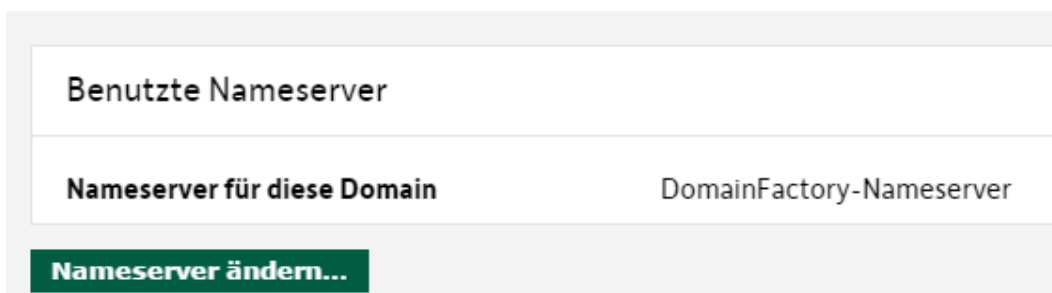 Benutzte Nameserver
Nameserver für diese Domain DomainFactory-Nameserver
Nameserver ändern...